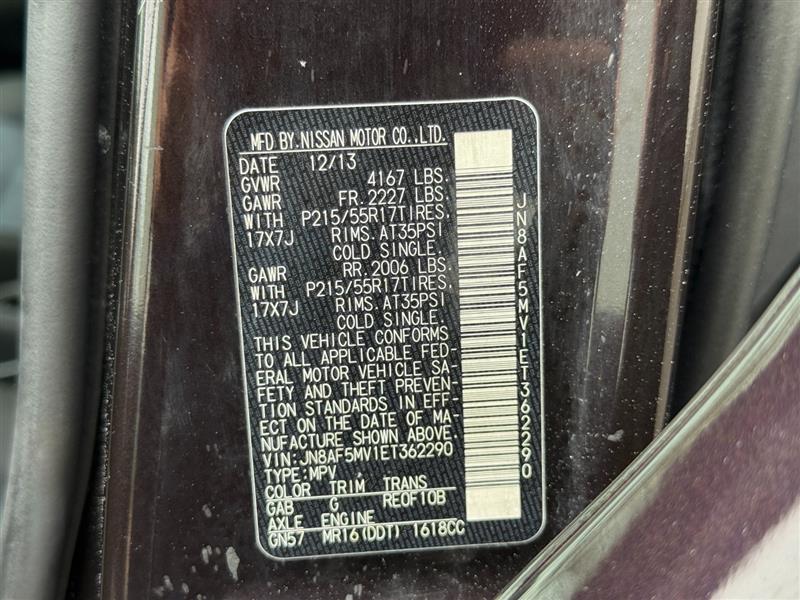 MFD BY.NISSAN MOTOR CO.,LTD.
DATE 12/13
GVWR 4167 LBS.
GAWR FR.2227 LBS
WITH P215/55R17TIRES.
17X7J RIMS.AT35PSI
COLD SINGLE.
GAWR RR.2006 LBS.
WITH P215/55R17TIRES.
17X7J RIMS.AT35PSI
COLD SINGLE.
THIS VEHICLE CONFORMS
TO ALL APPLICABLE FED-
ERAL MOTOR VEHICLE SA-
FETY AND THEFT PREVEN-
TION STANDARDS IN EFF-
ECT ON THE DATE OF MA-
NUFACTURE SHOWN ABOVE.
VIN:JN8AF5MV1ET362290
TYPE:MPV
COLOR TRIM TRANS
GAB G RE0F10B
AXLE ENGINE
GN57 MR16(DDT) 1618CC
JN8AF5MV1ET362290